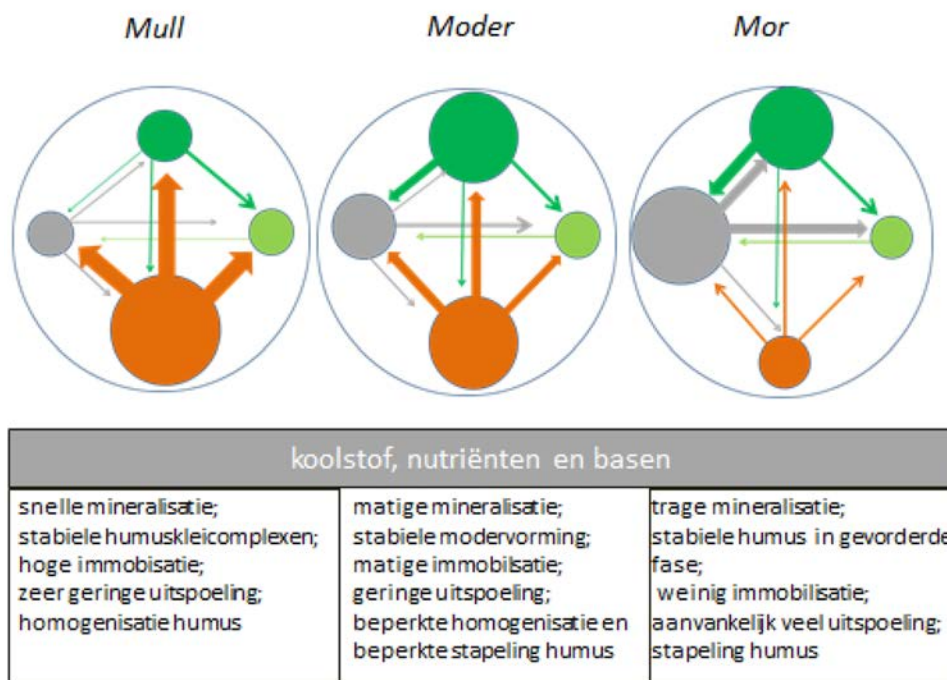 Mull
Moder
Mor
koolstof, nutriënten en basen
snelle mineralisatie;
stabiele humuskleicomplexen;
hoge immobisatie;
zeer geringe uitspoeling;
homogenisatie humus
matige mineralisatie;
stabiele modervorming;
matige immobilsatie;
geringe uitspoeling;
beperkte homogenisatie en
beperkte stapeling humus
trage mineralisatie;
stabiele humus in gevorderde
fase;
weinig immobilisatie;
aanvankelijk veel uitspoeling;
stapeling humus